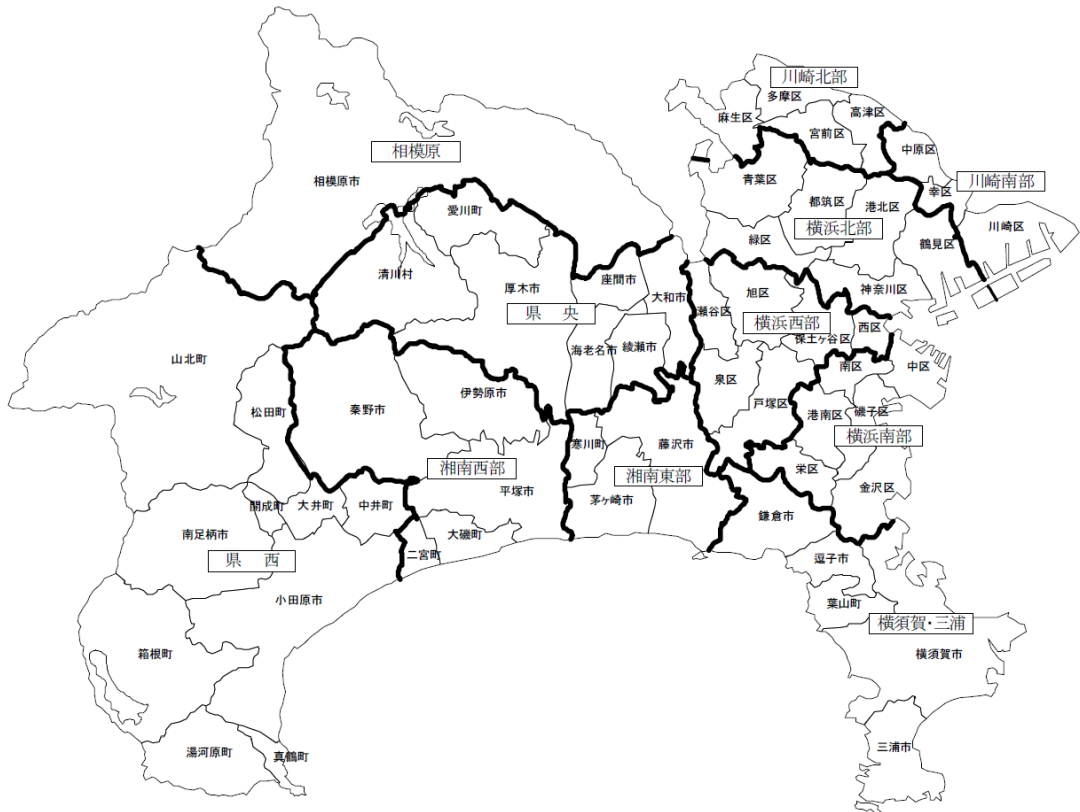 川崎北部
多摩区
麻生区
高津区
宮前区
中原区
相模原
相模原市
青葉区
川崎南部
幸区
都筑区
港北区
愛川町
横浜北部
川崎区
鶴見区
緑区
清川村
座間市
厚木市
神奈川区
大和市
旭区
瀬谷区
県 央
横浜西部
西区
保土ヶ谷区
海老名市
綾瀬市
山北町
南区
中区
泉区
伊勢原市
戸塚区
秦野市
松田町
港南区
磯子区
横浜南部
寒川町
藤沢市
湘南西部
栄区
湘南東部
平塚市
金沢区
茅ヶ崎市
開成町
大井町
中井町
鎌倉市
南足柄市
大磯町
県 西
二宮町
逗子市
小田原市
葉山町
横須賀・三浦
箱根町
横須賀市
三浦市
湯河原町
真鶴町